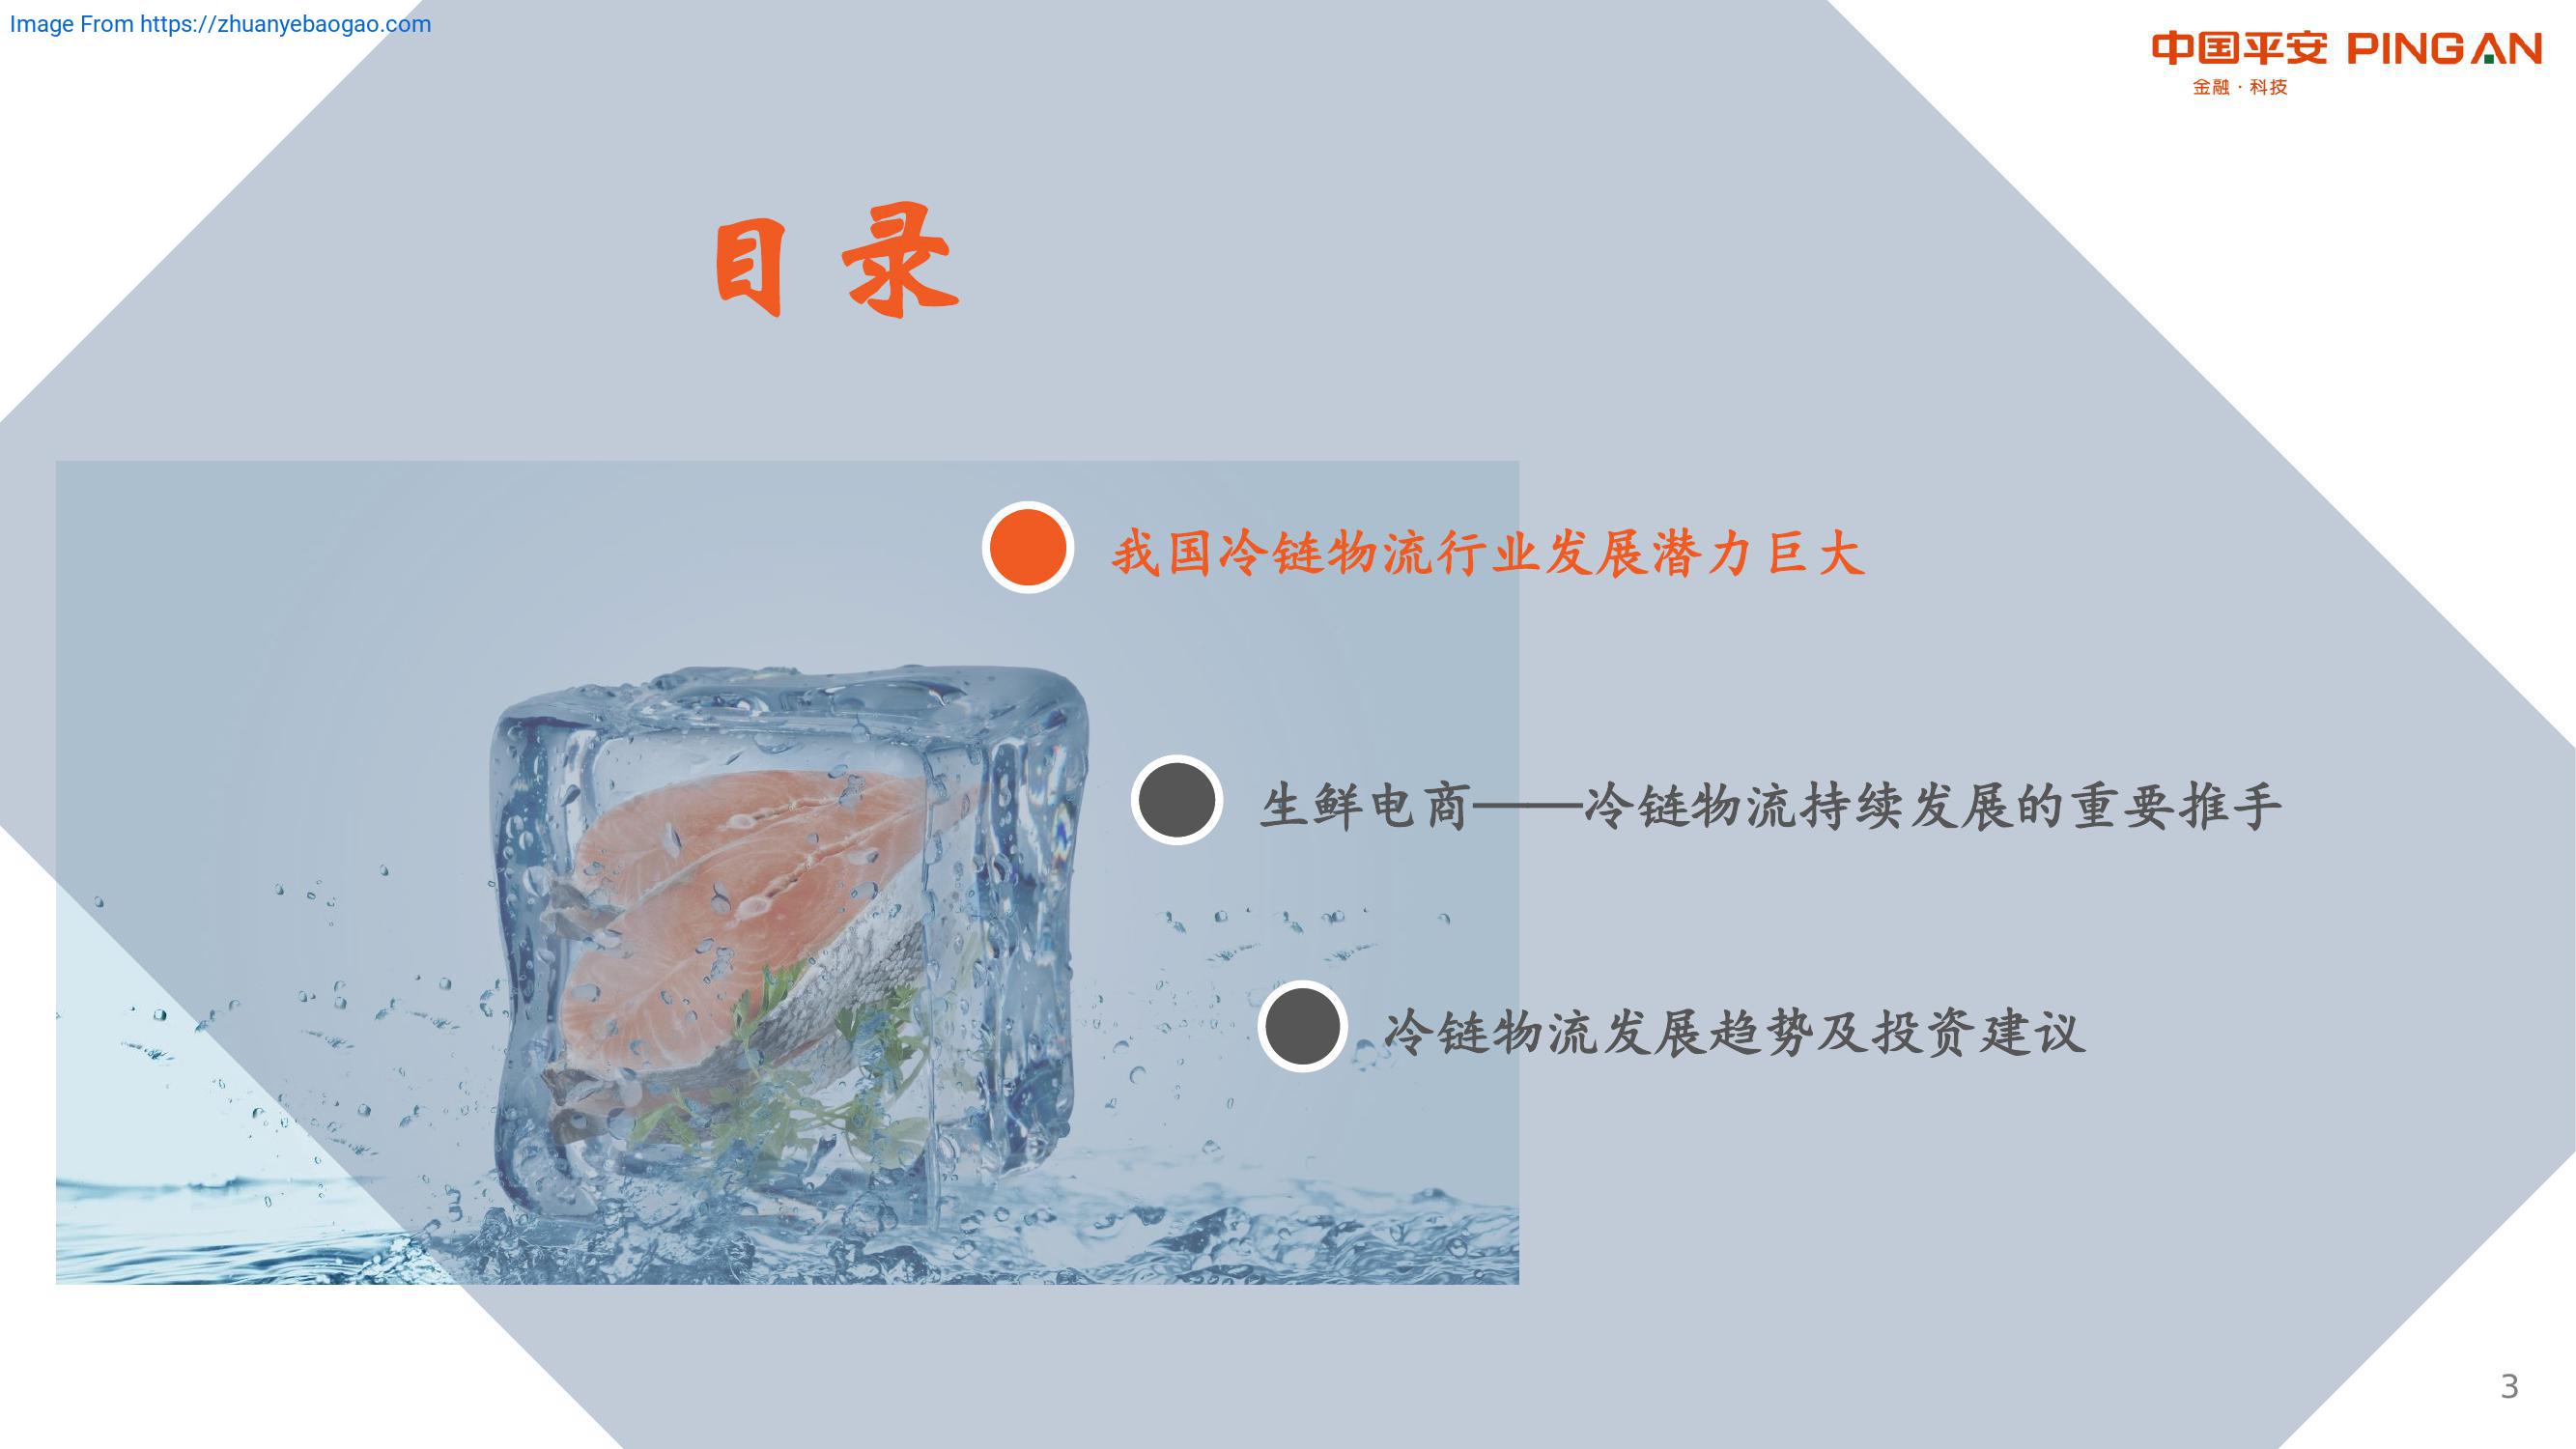 Image From https://zhuanyebaogao.com
中国平安 PINGAN
金融·科技
目录
我国冷链物流行业发展潜力巨大
生鲜电商——冷链物流持续发展的重要推手
冷链物流发展趋势及投资建议
3